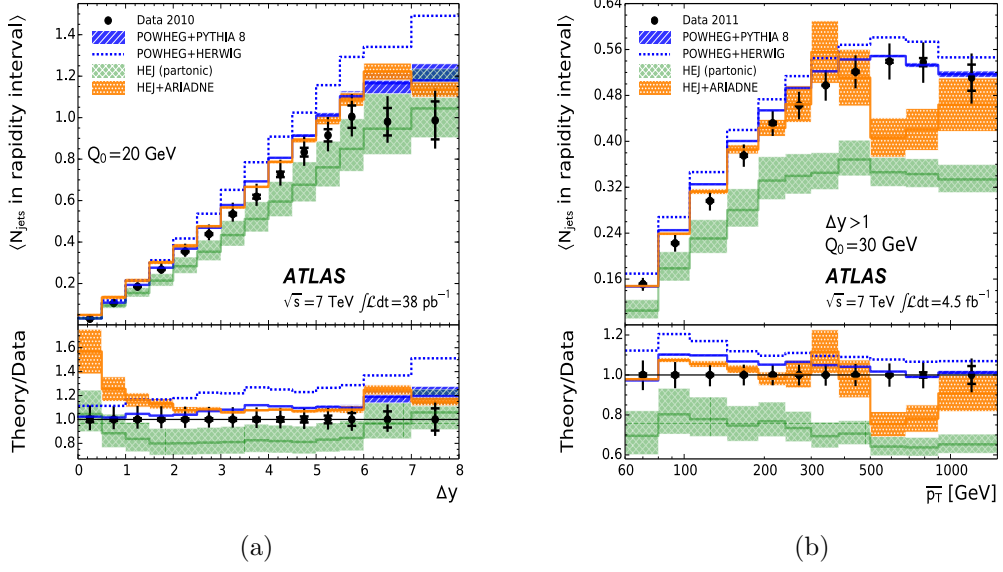 ⟨N_jets in rapidity interval⟩
1.4
1.2
1.0
0.8
0.6
0.4
0.2
Data 2010
POWHEG+PYTHIA 8
POWHEG+HERWIG
HEJ (partonic)
HEJ+ARIADNE
Q₀=20 GeV
ATLAS
√s=7 TeV ∫ℒdt=38 pb⁻¹
Theory/Data
1.6
1.4
1.2
1.0
0.8
0 1 2 3 4 5 6 7 8
Δy
(a)
⟨N_jets in rapidity interval⟩
0.56
0.48
0.40
0.32
0.24
0.16
Data 2011
POWHEG+PYTHIA 8
POWHEG+HERWIG
HEJ (partonic)
HEJ+ARIADNE
Δy>1
Q₀=30 GeV
ATLAS
√s=7 TeV ∫ℒdt=4.5 fb⁻¹
Theory/Data
1.2
1.0
0.8
0.6
60 100 200 300 500 1000
p̅_T̅ [GeV]
(b)